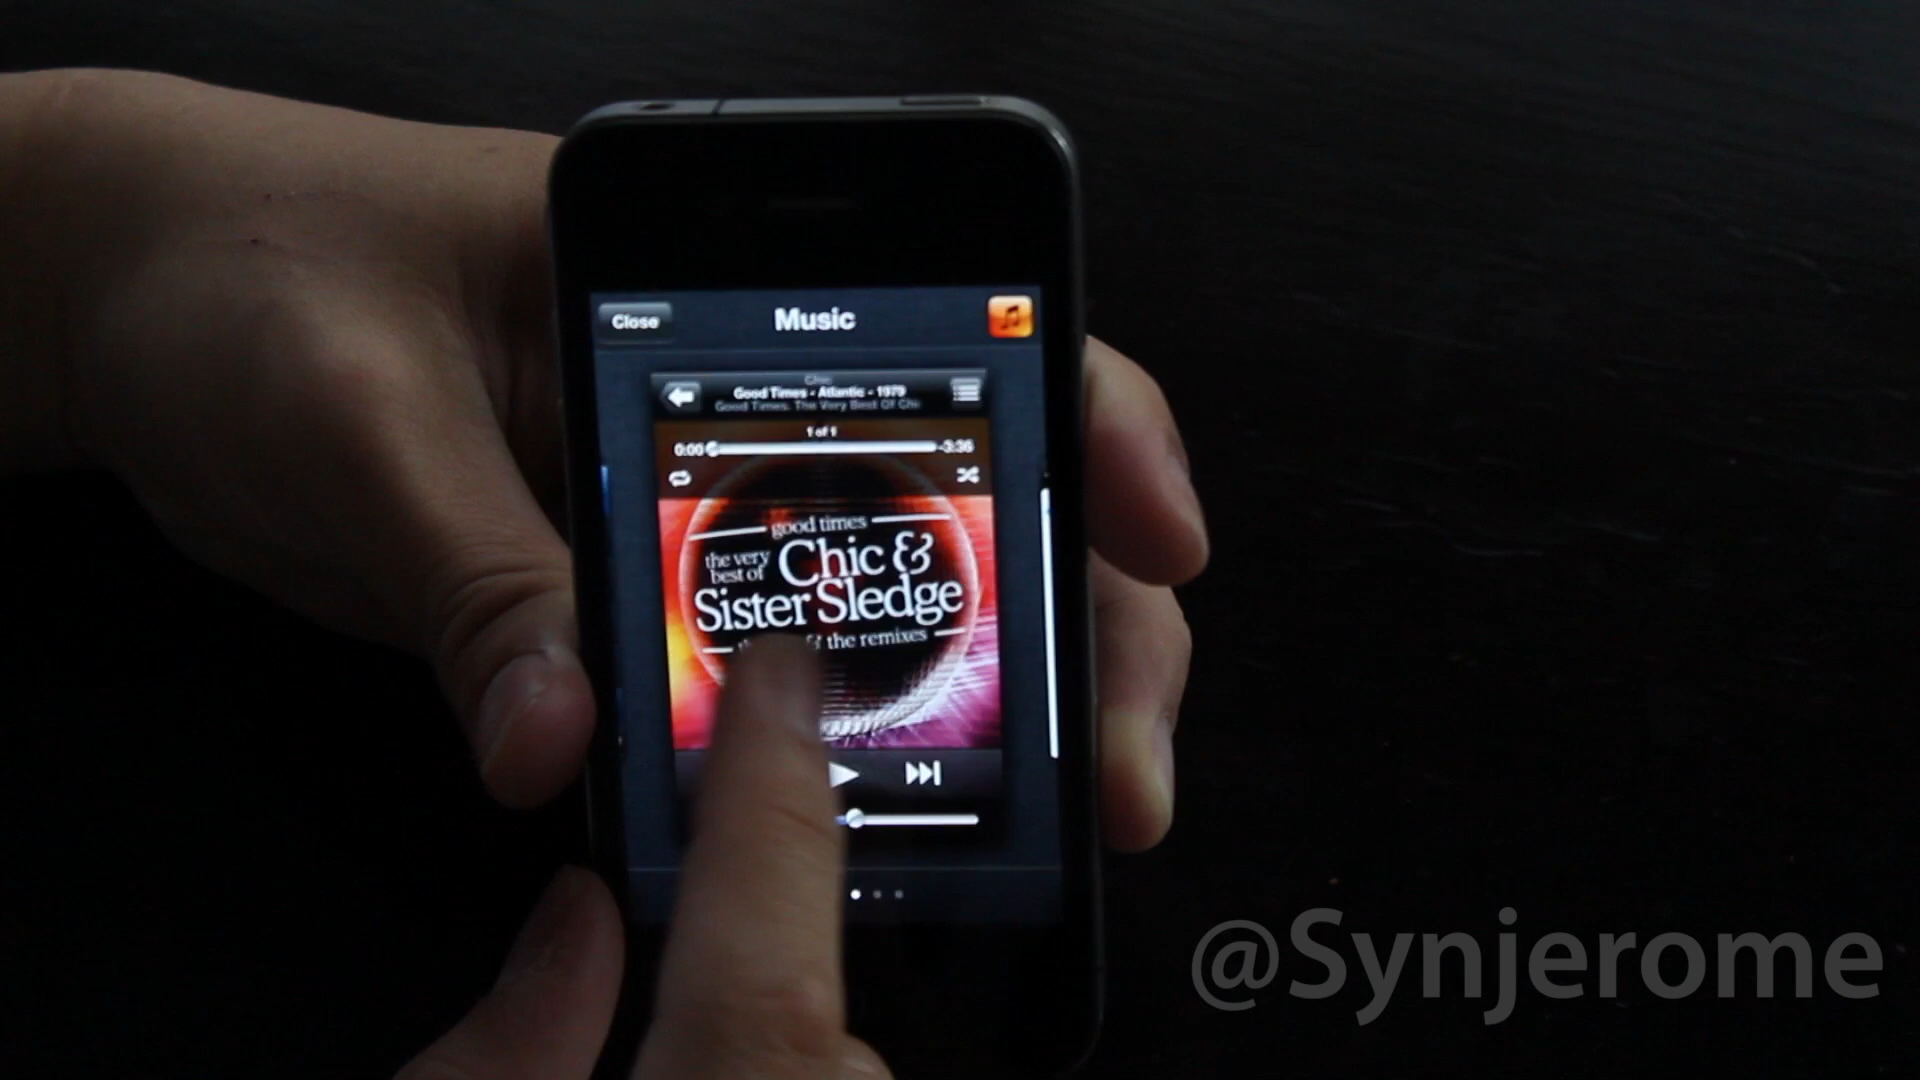 Close
Music
Chic
Good Times - Atlantic - 1979
Good Times: The Very Best Of Chic
1 of 1
0:00
-3:36
good times
the very
best of
Chic &
Sister Sledge
& the remixes
@Synjerome